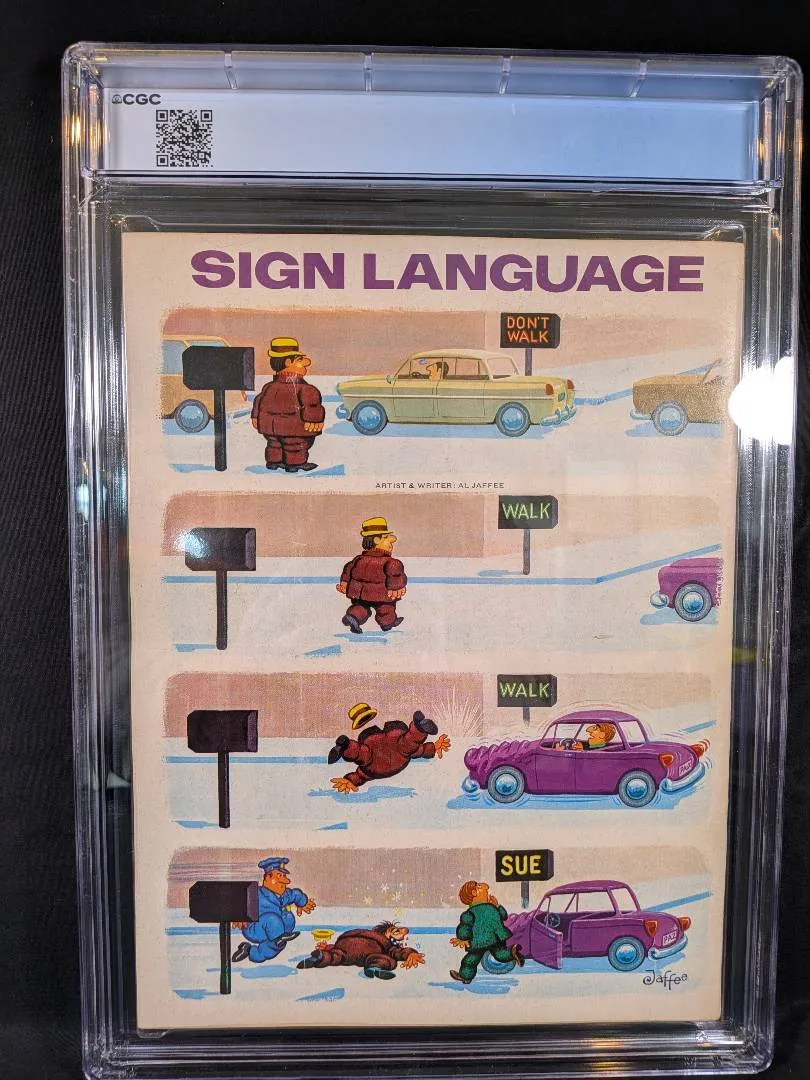 CGC
SIGN LANGUAGE
DON'T
WALK
ARTIST & WRITER: AL JAFFEE
WALK
WALK
SUE
Jaffee